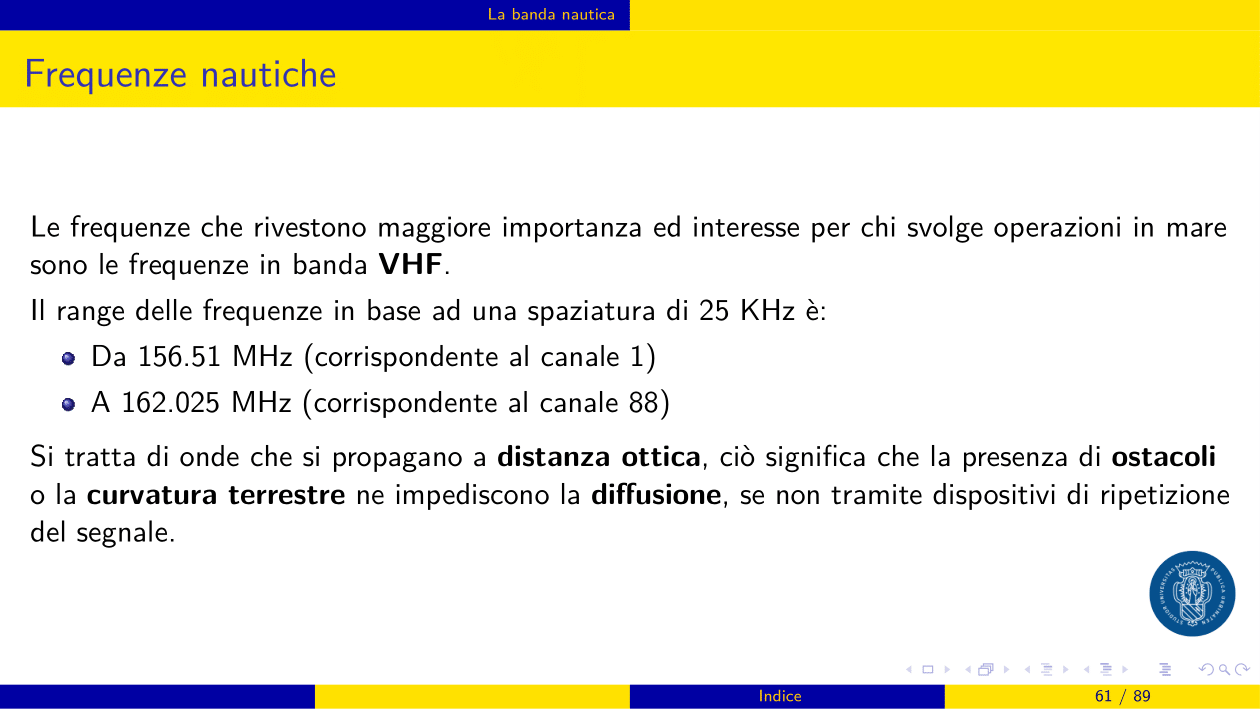 La banda nautica
Frequenze nautiche
Le frequenze che rivestono maggiore importanza ed interesse per chi svolge operazioni in mare
sono le frequenze in banda VHF.
Il range delle frequenze in base ad una spaziatura di 25 KHz è:
Da 156.51 MHz (corrispondente al canale 1)
A 162.025 MHz (corrispondente al canale 88)
Si tratta di onde che si propagano a distanza ottica, ciò significa che la presenza di ostacoli
o la curvatura terrestre ne impediscono la diffusione, se non tramite dispositivi di ripetizione
del segnale.
Indice
61 / 89